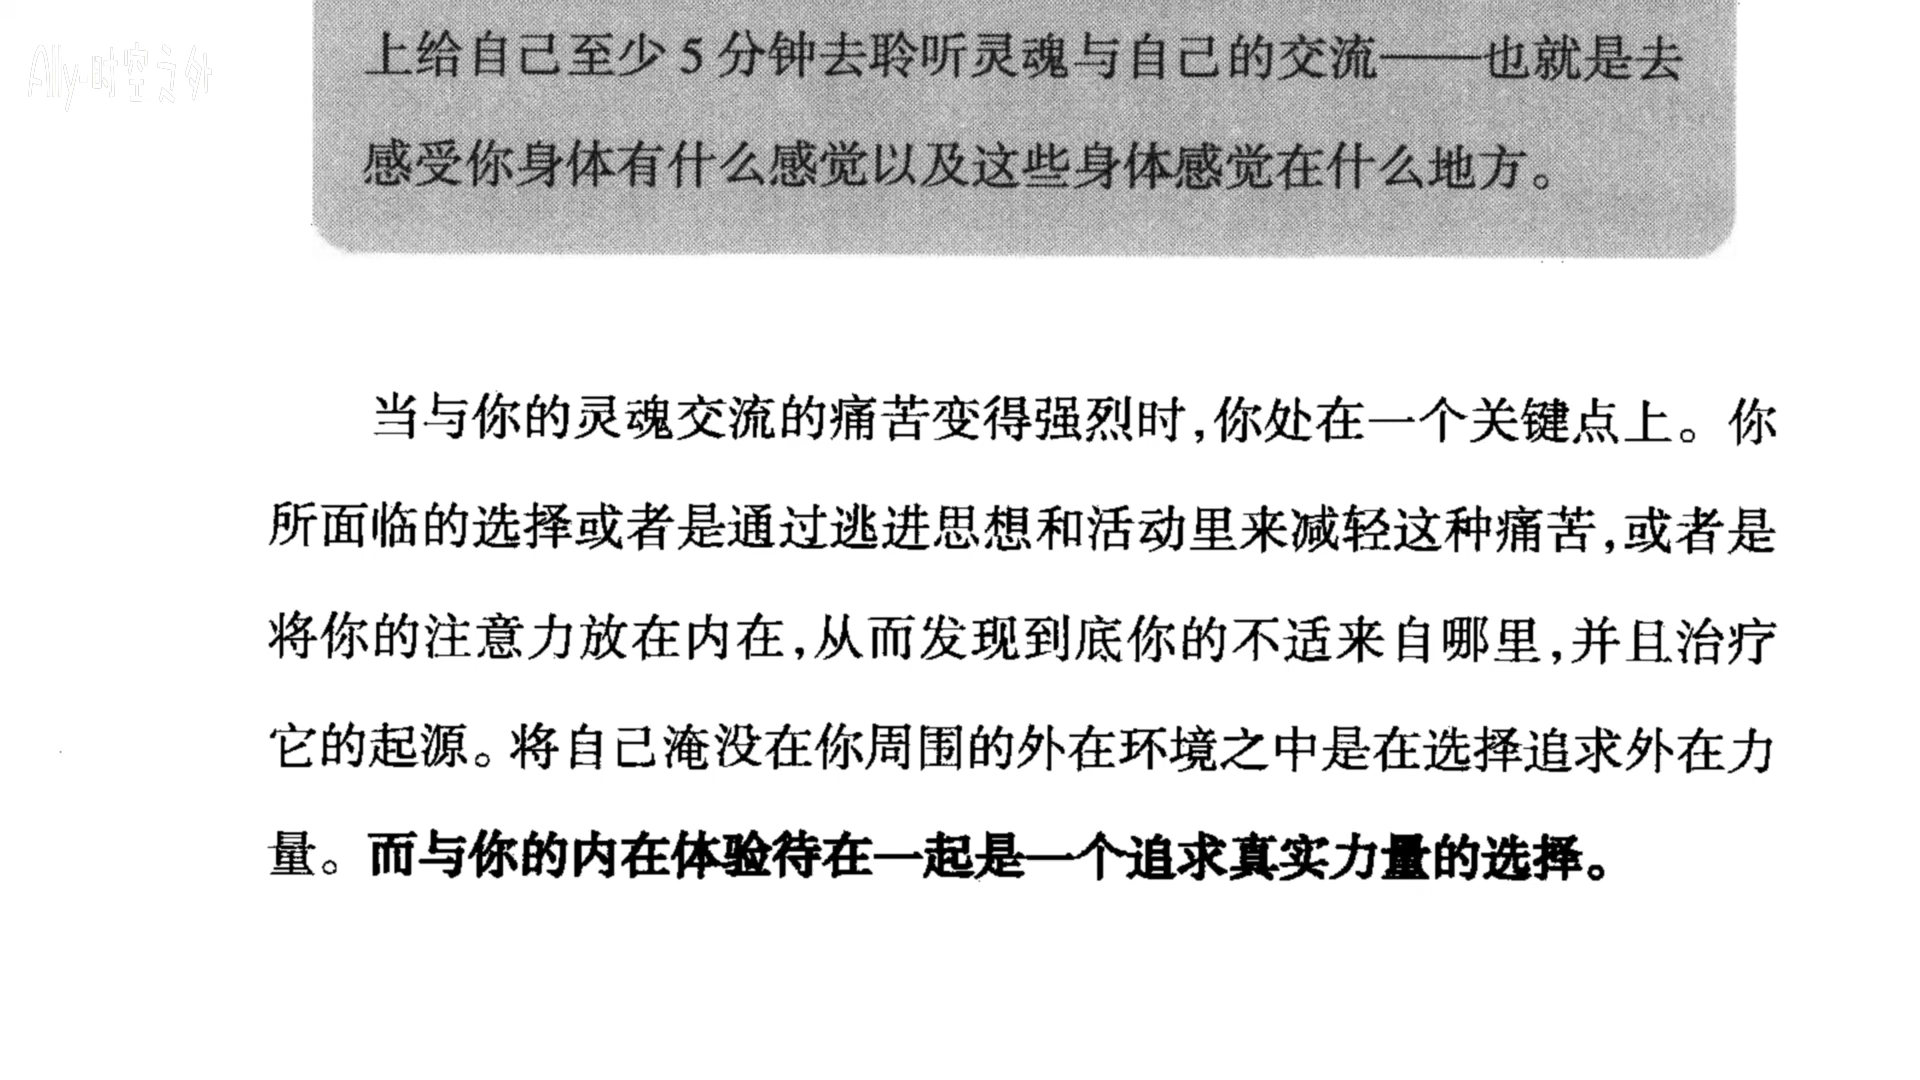 Ally·时空之外
上给自己至少5分钟去聆听灵魂与自己的交流——也就是去
感受你身体有什么感觉以及这些身体感觉在什么地方。
当与你的灵魂交流的痛苦变得强烈时,你处在一个关键点上。你
所面临的选择或者是通过逃进思想和活动里来减轻这种痛苦,或者是
将你的注意力放在内在,从而发现到底你的不适来自哪里,并且治疗
它的起源。将自己淹没在你周围的外在环境之中是在选择追求外在力
量。而与你的内在体验待在一起是一个追求真实力量的选择。